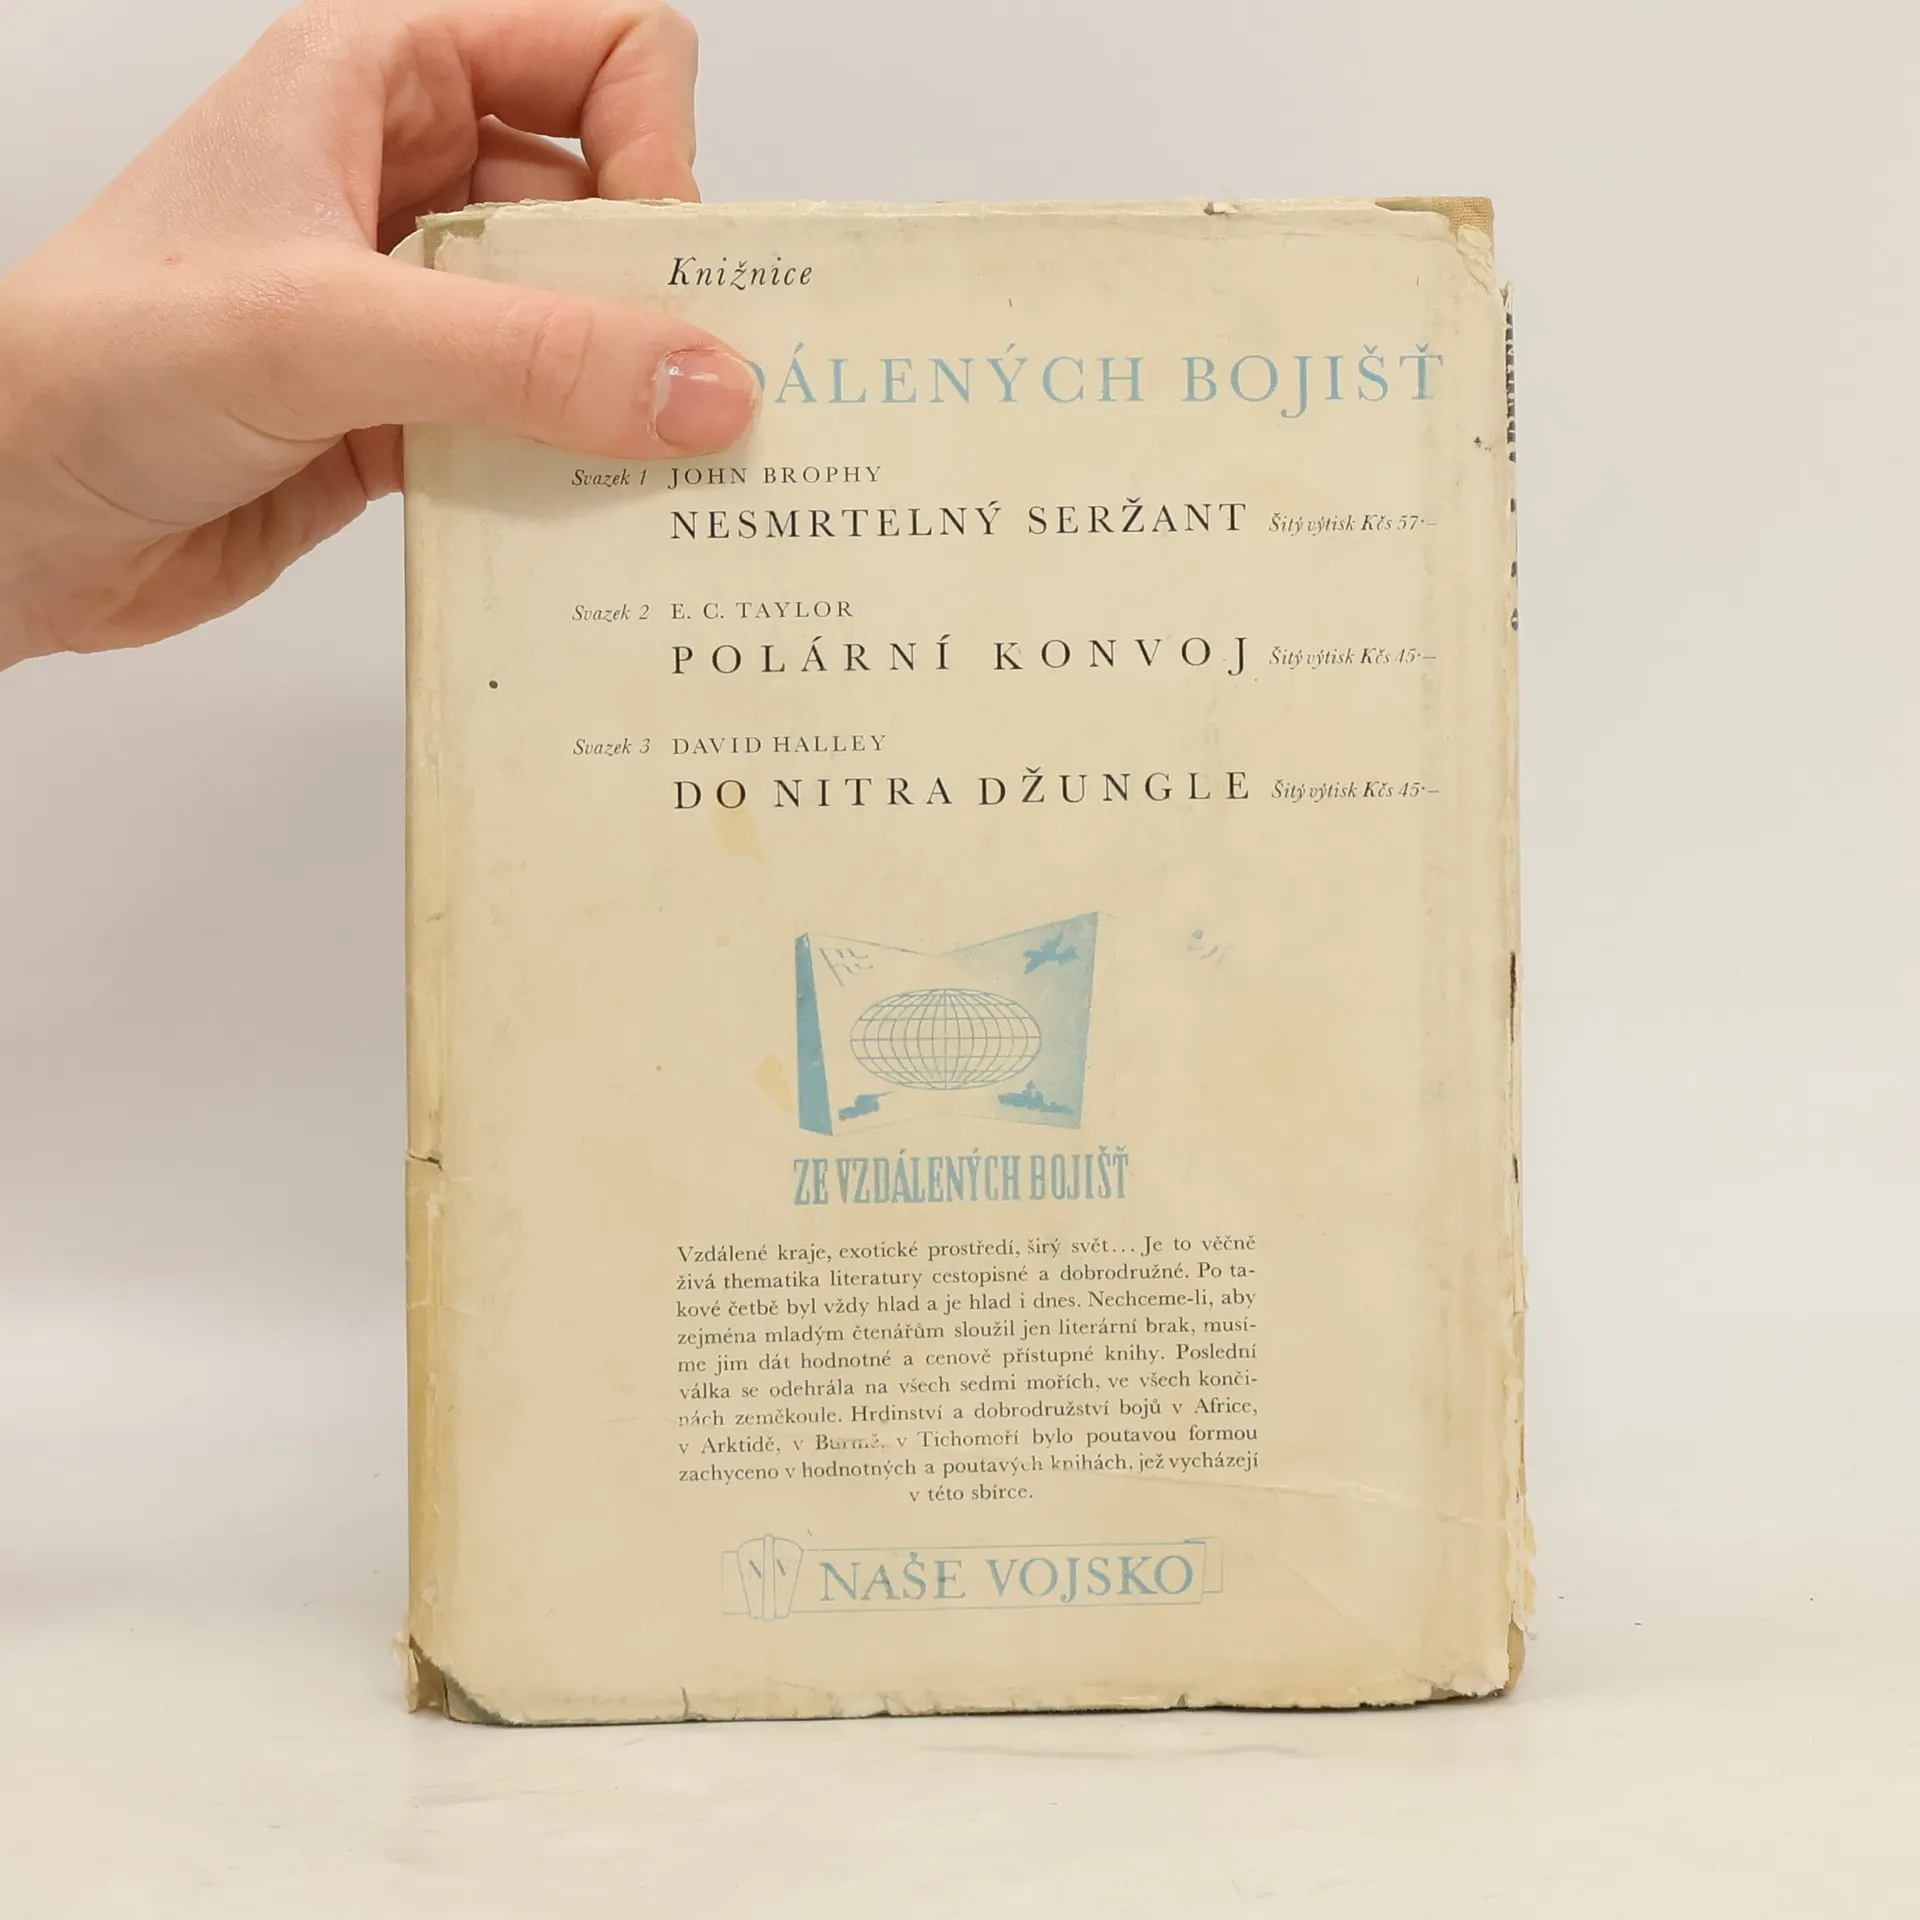 Knižnice
DÁLENÝCH BOJIŠŤ
Svazek 1 JOHN BROPHY
NESMRTELNÝ SERŽANT Šitý výtisk Kčs 57·—
Svazek 2 E. C. TAYLOR
POLÁRNÍ KONVOJ Šitý výtisk Kčs 45·—
Svazek 3 DAVID HALLEY
DO NITRA DŽUNGLE Šitý výtisk Kčs 45·—
ZE VZDÁLENÝCH BOJIŠŤ
Vzdálené kraje, exotické prostředí, širý svět... Je to věčně
živá thematika literatury cestopisné a dobrodružné. Po ta-
kové četbě byl vždy hlad a je hlad i dnes. Nechceme-li, aby
zejména mladým čtenářům sloužil jen literární brak, musí-
me jim dát hodnotné a cenově přístupné knihy. Poslední
válka se odehrála na všech sedmi mořích, ve všech konči-
nách zeměkoule. Hrdinství a dobrodružství bojů v Africe,
v Arktidě, v Burmě, v Tichomoří bylo poutavou formou
zachyceno v hodnotných a poutavých knihách, jež vycházejí
v této sbírce.
NV NAŠE VOJSKO